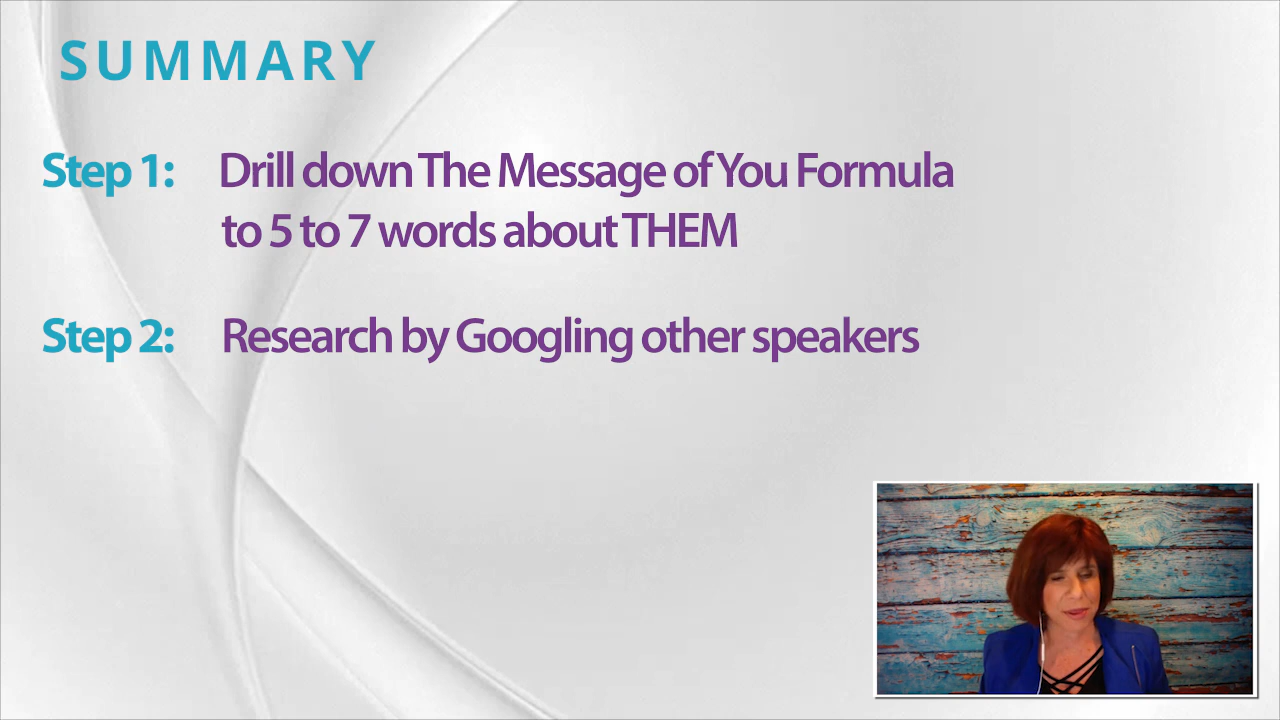 SUMMARY
Step 1: Drill down The Message of You Formula
to 5 to 7 words about THEM
Step 2: Research by Googling other speakers